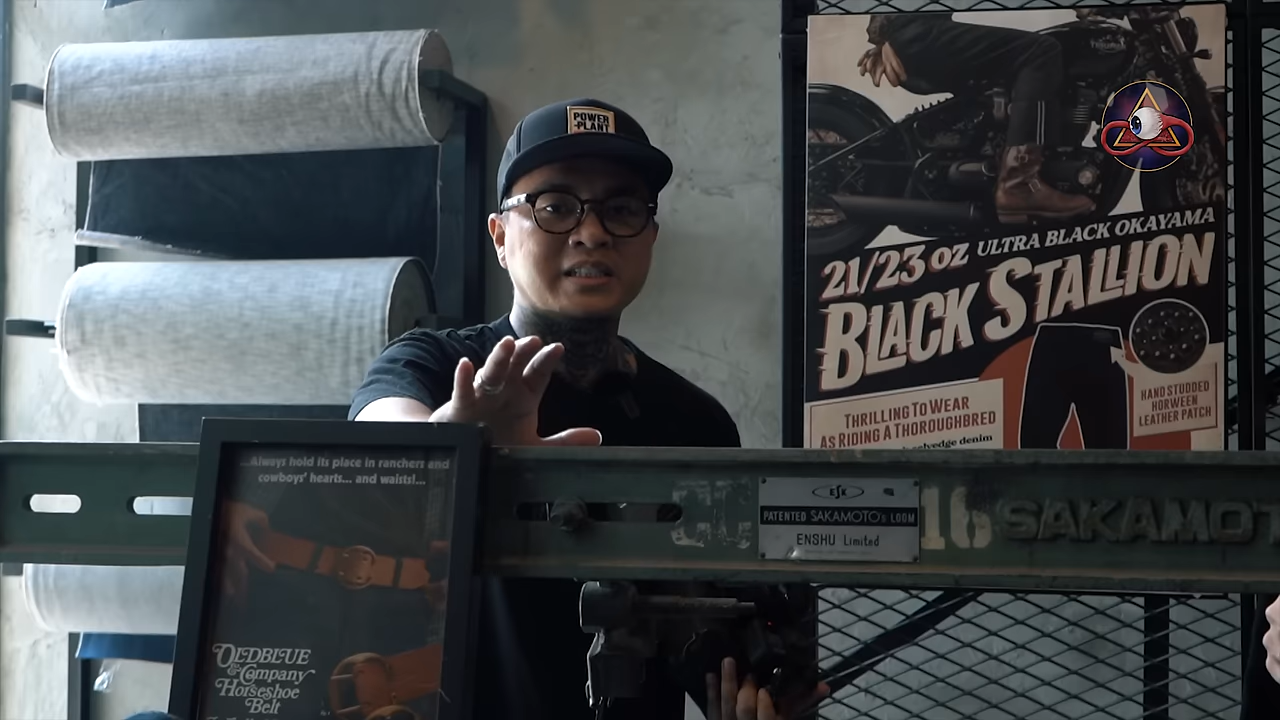 POWER
-PLANT
21/23 oz ULTRA BLACK OKAYAMA
BLACK STALLION
THRILLING TO WEAR
AS RIDING A THOROUGHBRED
selvedge denim
HAND STUDDED
HORWEEN
LEATHER PATCH
...Always hold its place in ranchers and
cowboys' hearts... and waists!...
OLDBLUE
Co
Company
Horseshoe
Belt
ESK
PATENTED SAKAMOTO's LOOM
ENSHU Limited
16 SAKAMOT